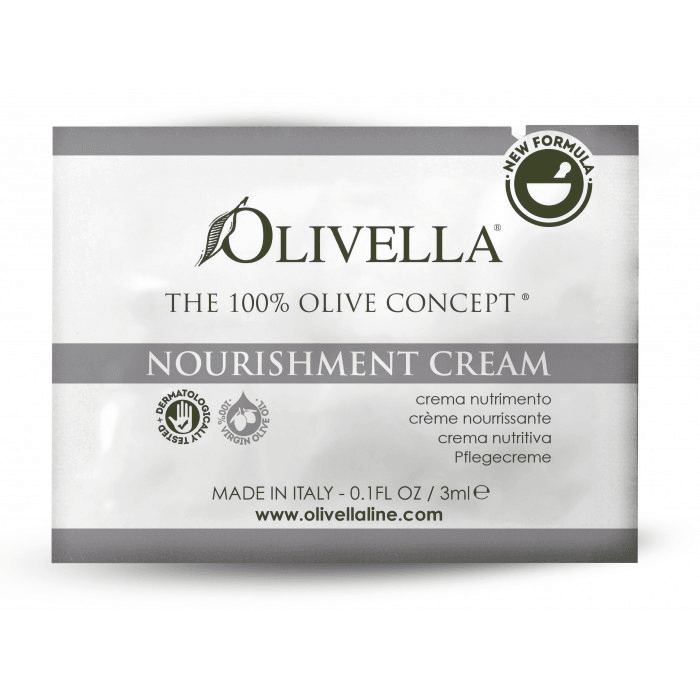 NEW FORMULA
OLIVELLA®
THE 100% OLIVE CONCEPT®
NOURISHMENT CREAM
DERMATOLOGICALLY TESTED
100% VIRGIN OLIVE OIL
crema nutrimento
crème nourrissante
crema nutritiva
Pflegecreme
MADE IN ITALY - 0.1FL OZ / 3ml℮
www.olivellaline.com